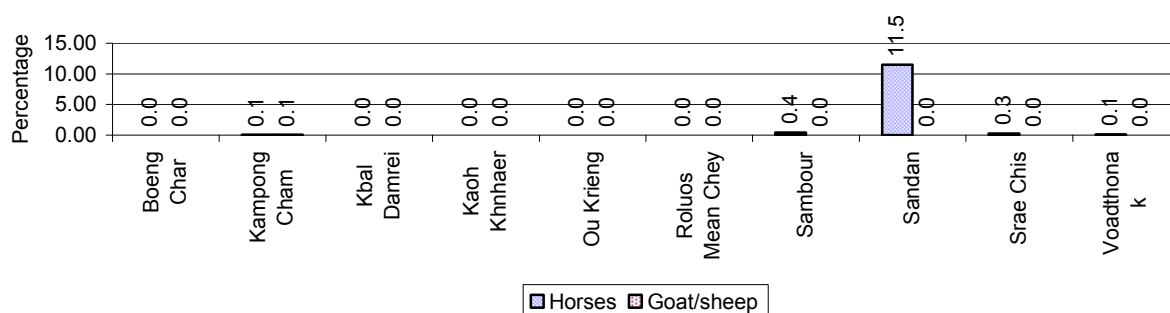 Percentage
15.00
10.00
5.00
0.00
0.0 0.0
0.1 0.1
0.0 0.0
0.0 0.0
0.0 0.0
0.0 0.0
0.4 0.0
11.5 0.0
0.3 0.0
0.1 0.0
Boeng
Char
Kampong
Cham
Kbal
Damrei
Kaoh
Khnhaer
Ou Krieng
Roluos
Mean Chey
Sambour
Sandan
Srae Chis
Voadthona
k
Horses Goat/sheep